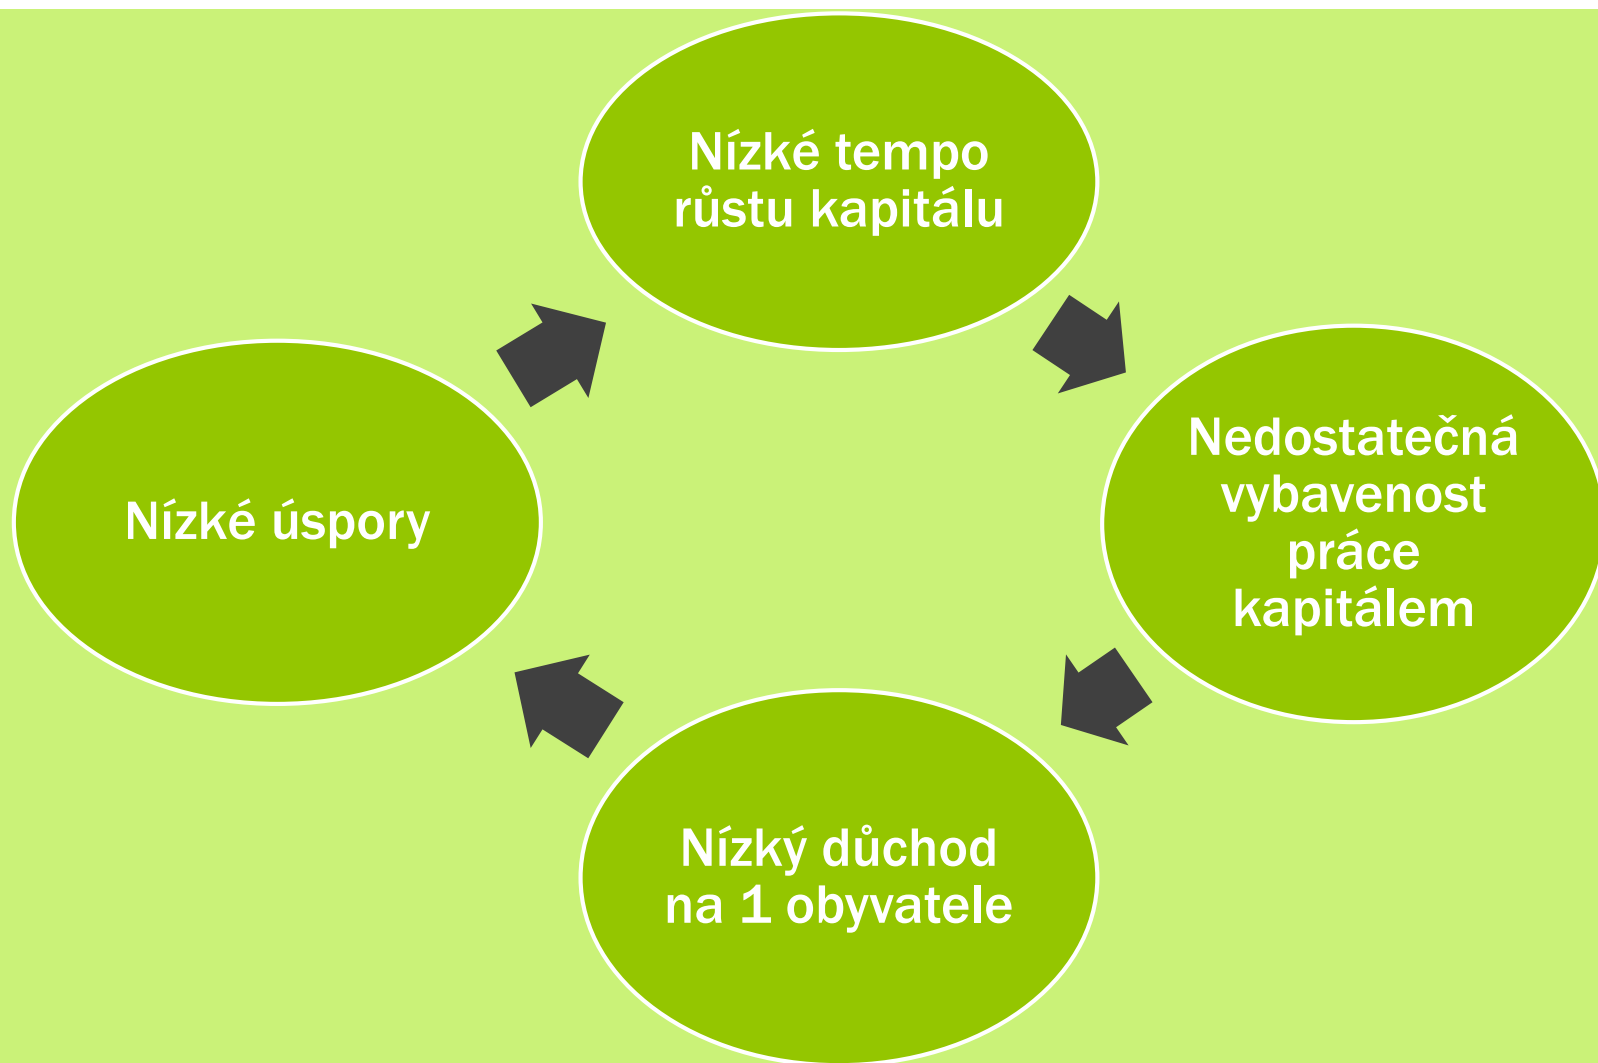 Nízké tempo
růstu kapitálu
Nedostatečná
vybavenost
práce
kapitálem
Nízký důchod
na 1 obyvatele
Nízké úspory